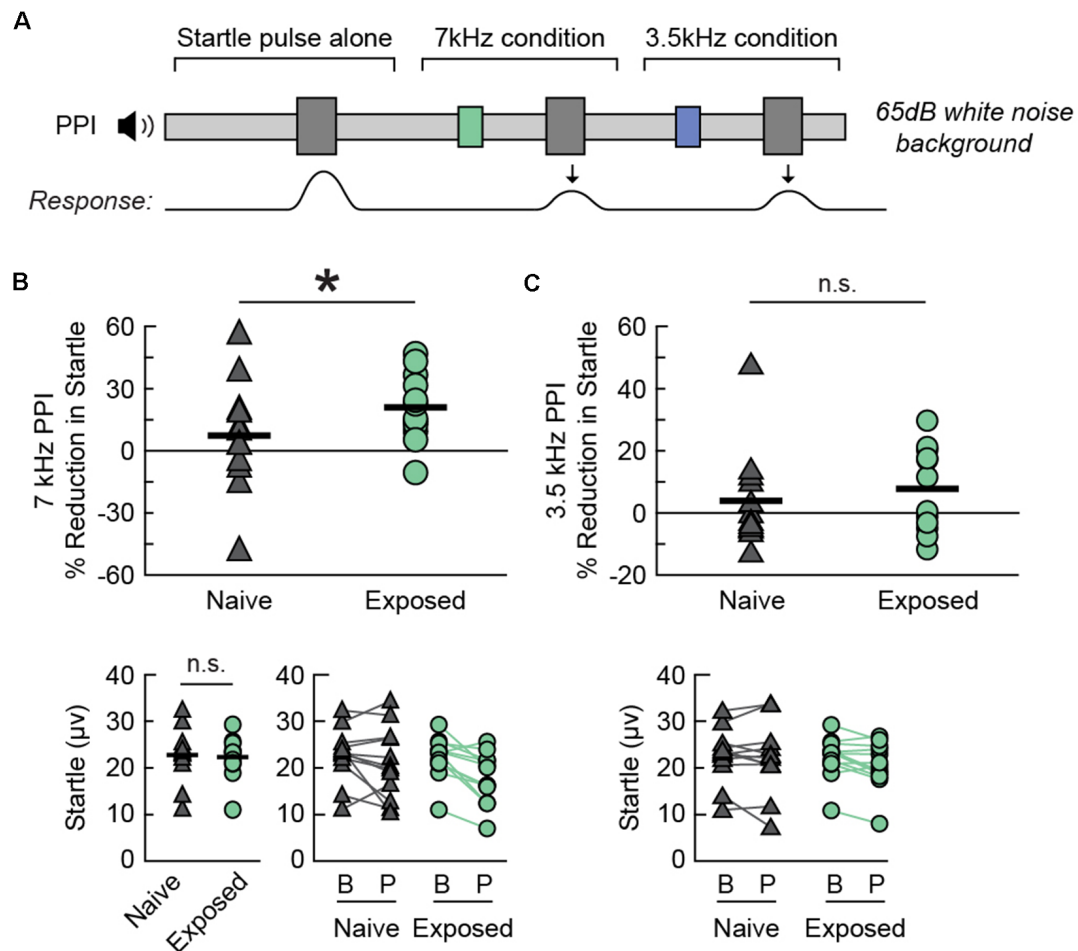 A
Startle pulse alone
7kHz condition
3.5kHz condition
PPI
65dB white noise
background
Response:
B
*
7 kHz PPI
% Reduction in Startle
60
30
0
-30
-60
Naive
Exposed
C
n.s.
3.5 kHz PPI
% Reduction in Startle
60
40
20
0
-20
Naive
Exposed
n.s.
Startle (µv)
40
30
20
10
0
Naive
Exposed
40
30
20
10
0
B P B P
Naive Exposed
Startle (µv)
40
30
20
10
0
B P B P
Naive Exposed